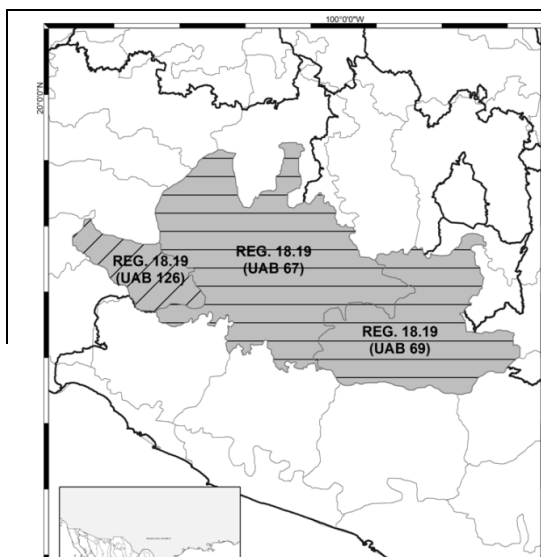 100°0'0"W
20°0'0"N
REG. 18.19
(UAB 67)
REG. 18.19
(UAB 126)
REG. 18.19
(UAB 69)